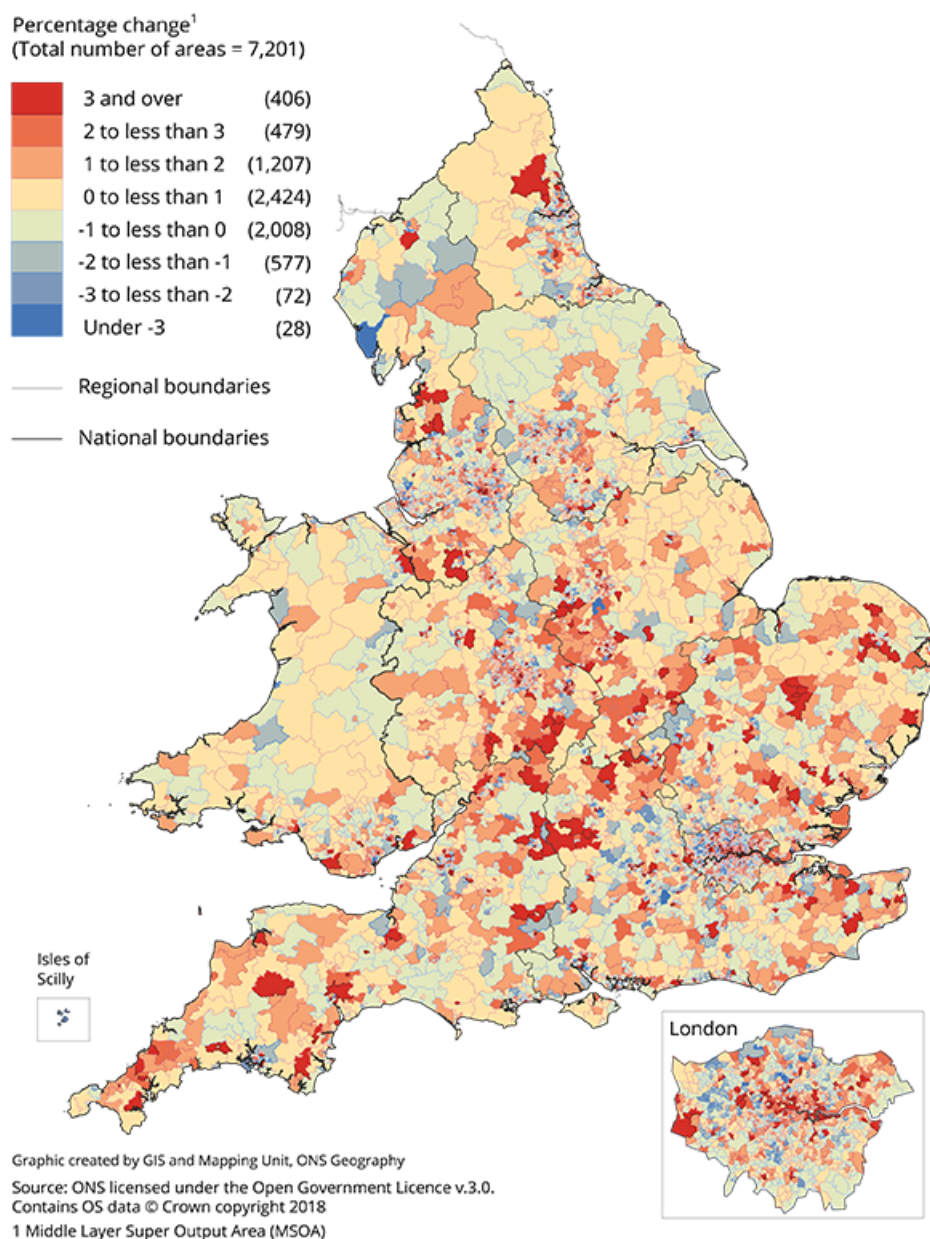 Percentage change¹
(Total number of areas = 7,201)
3 and over (406)
2 to less than 3 (479)
1 to less than 2 (1,207)
0 to less than 1 (2,424)
-1 to less than 0 (2,008)
-2 to less than -1 (577)
-3 to less than -2 (72)
Under -3 (28)
Regional boundaries
National boundaries
Isles of
Scilly
London
Graphic created by GIS and Mapping Unit, ONS Geography
Source: ONS licensed under the Open Government Licence v.3.0.
Contains OS data © Crown copyright 2018
1 Middle Layer Super Output Area (MSOA)